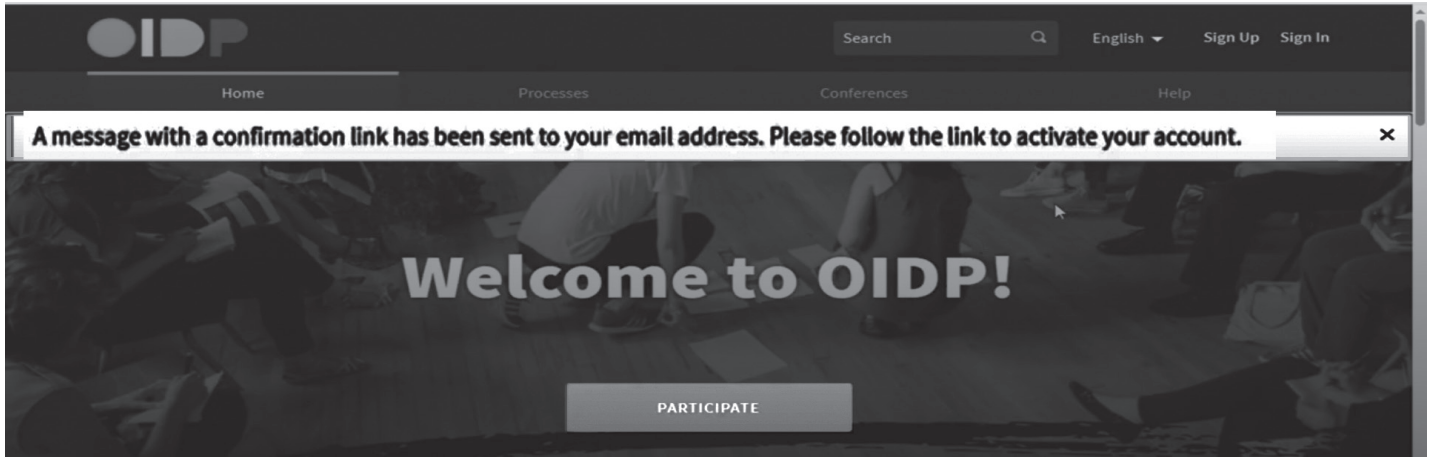 OIDP
Search English Sign Up Sign In
Home Processes Conferences Help
A message with a confirmation link has been sent to your email address. Please follow the link to activate your account. ×
Welcome to OIDP!
PARTICIPATE